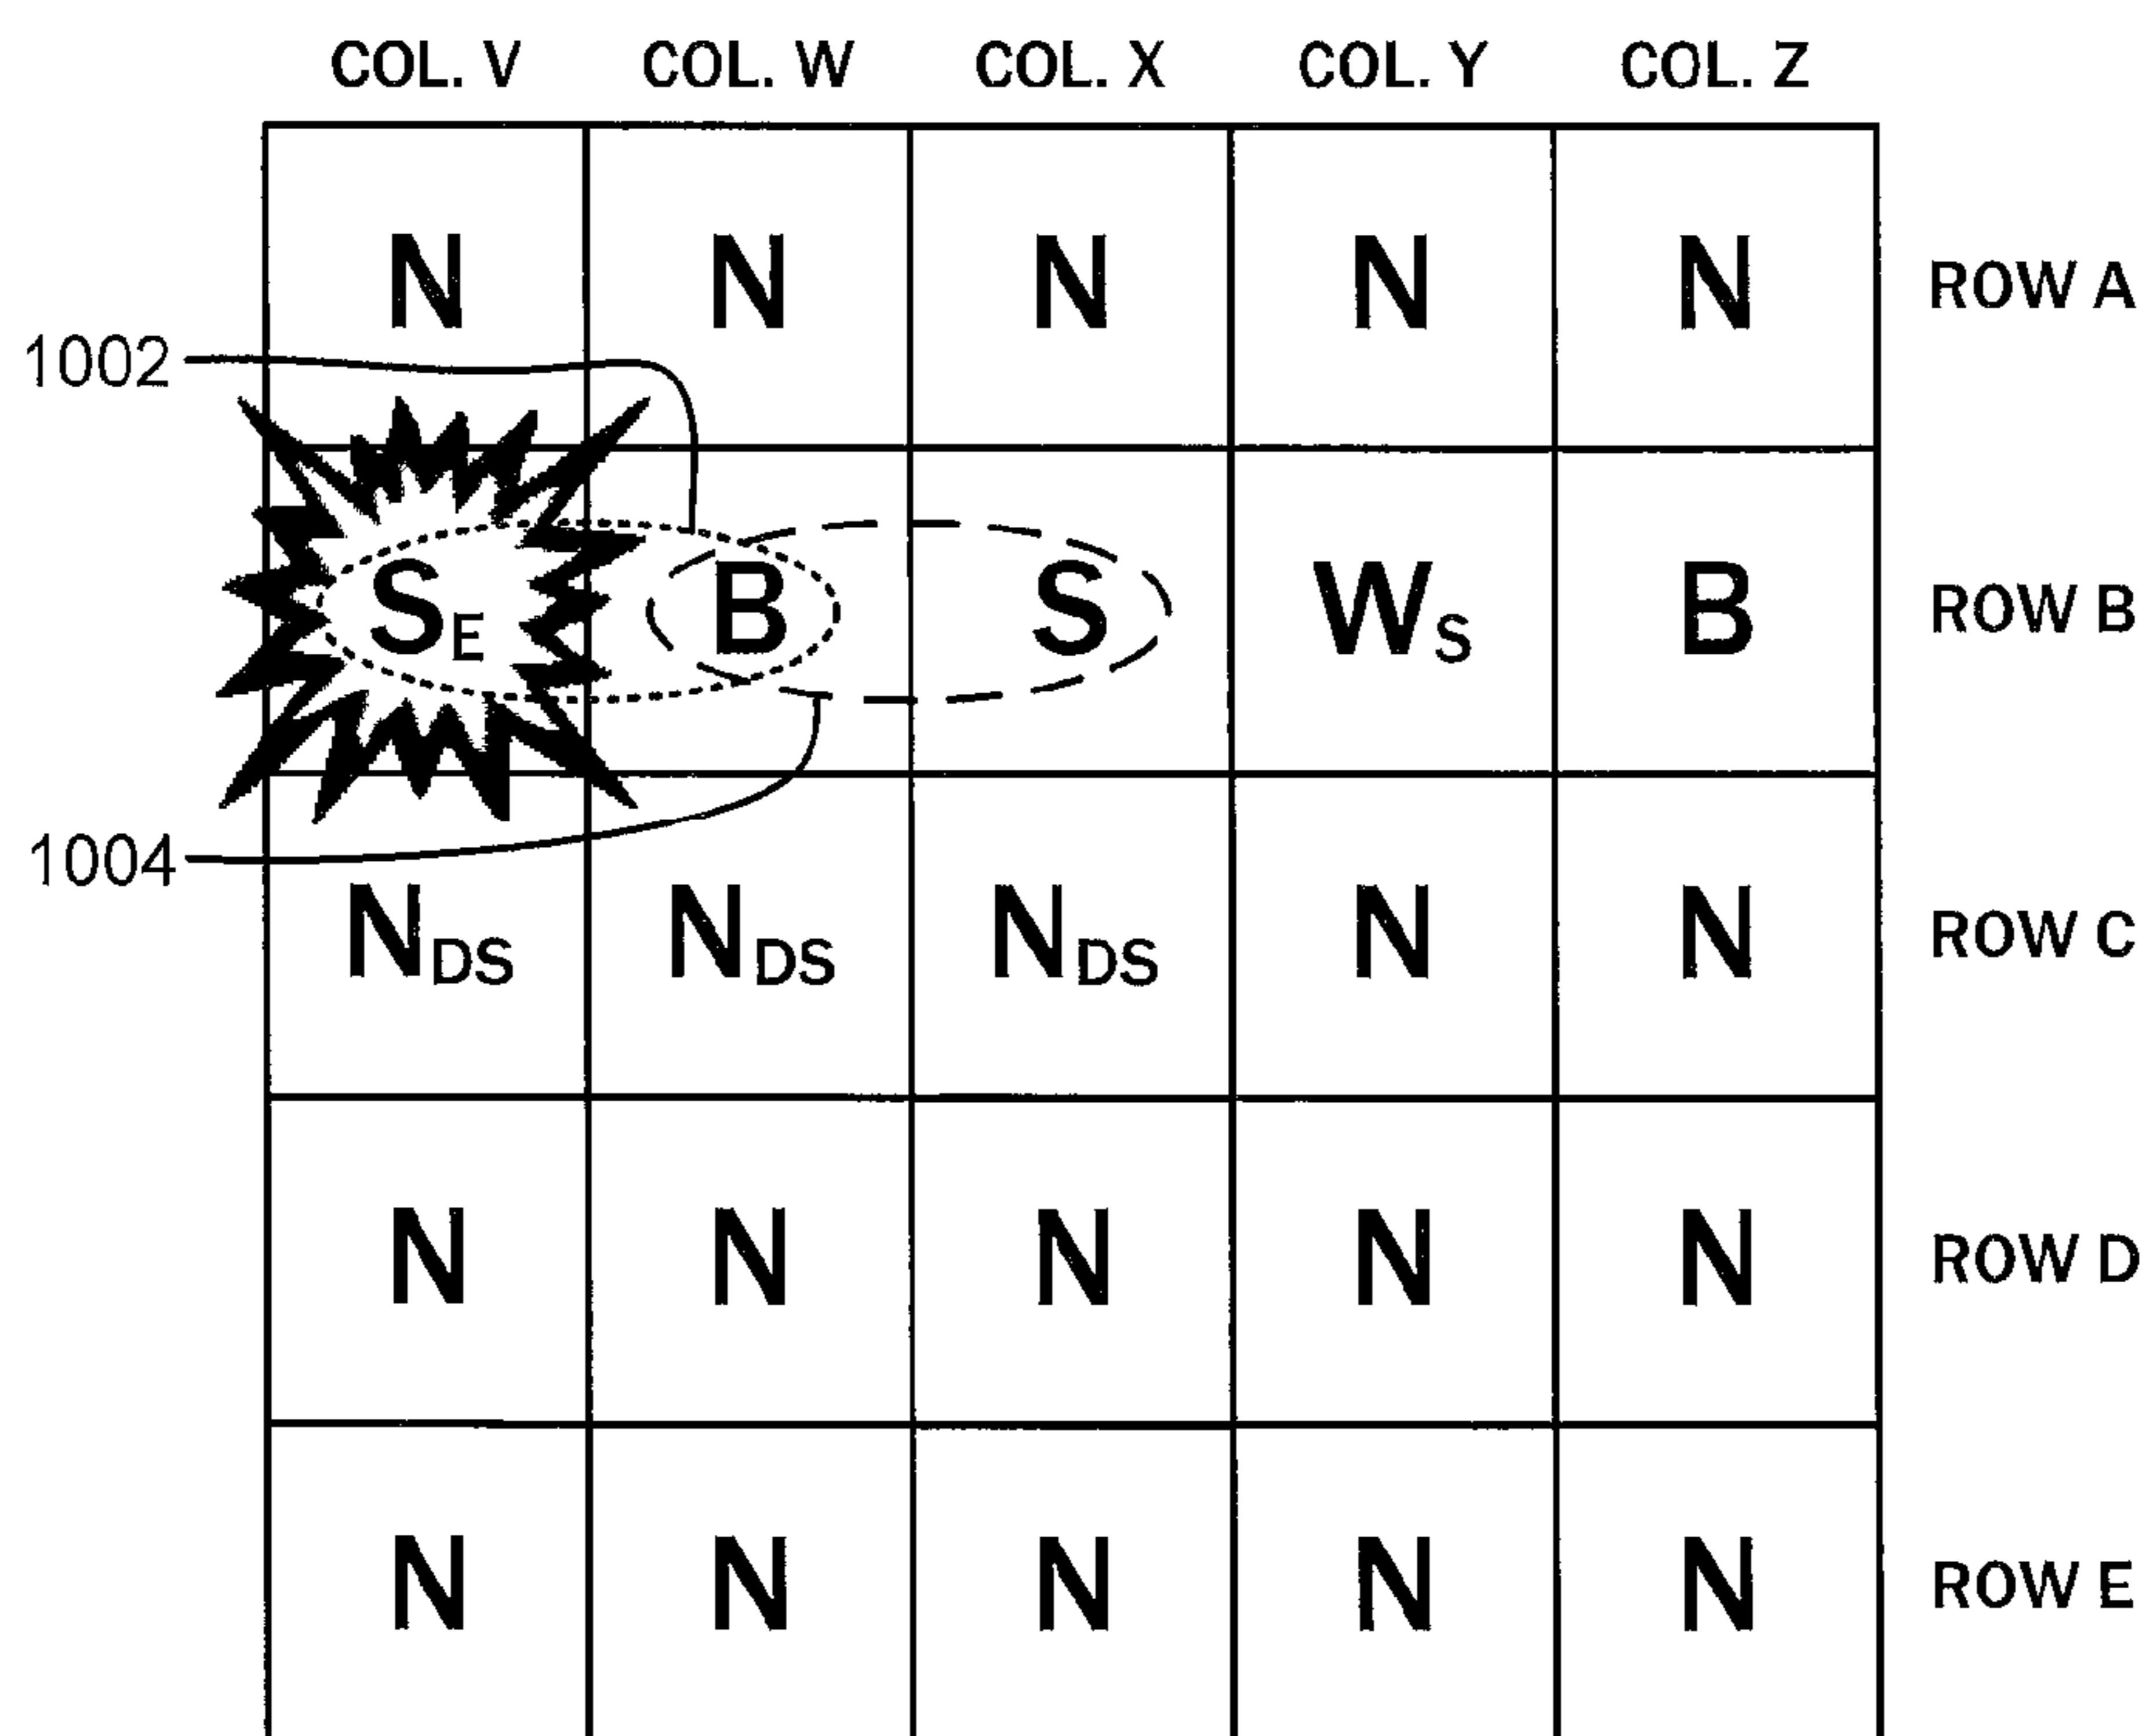 COL. V COL. W COL. X COL. Y COL. Z
N N N N N ROW A
1002
SE B S WS B ROW B
1004
NDS NDS NDS N N ROW C
N N N N N ROW D
N N N N N ROW E